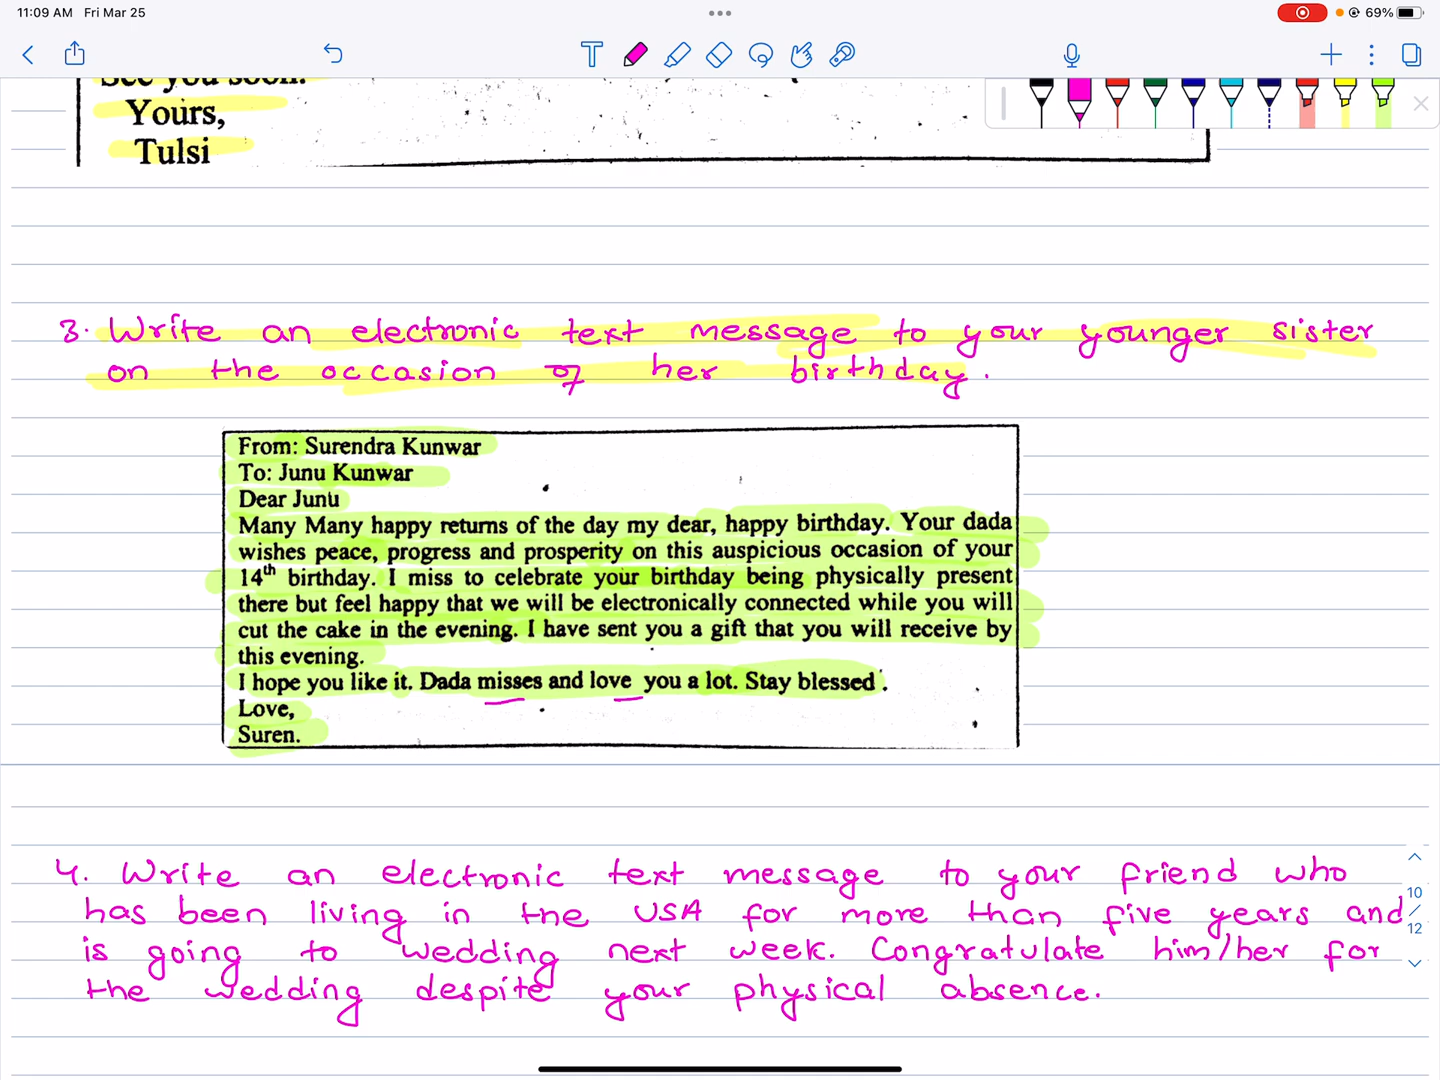 11:09 AM Fri Mar 25
69%
See you soon.
Yours,
Tulsi
3. Write an electronic text message to your younger sister
on the occasion of her birthday.
From: Surendra Kunwar
To: Junu Kunwar
Dear Junu
Many Many happy returns of the day my dear, happy birthday. Your dada
wishes peace, progress and prosperity on this auspicious occasion of your
14th birthday. I miss to celebrate your birthday being physically present
there but feel happy that we will be electronically connected while you will
cut the cake in the evening. I have sent you a gift that you will receive by
this evening.
I hope you like it. Dada misses and love you a lot. Stay blessed.
Love,
Suren.
4. Write an electronic text message to your friend who
has been living in the USA for more than five years and
is going to wedding next week. Congratulate him/her for
the wedding despite your physical absence.
10
/
12